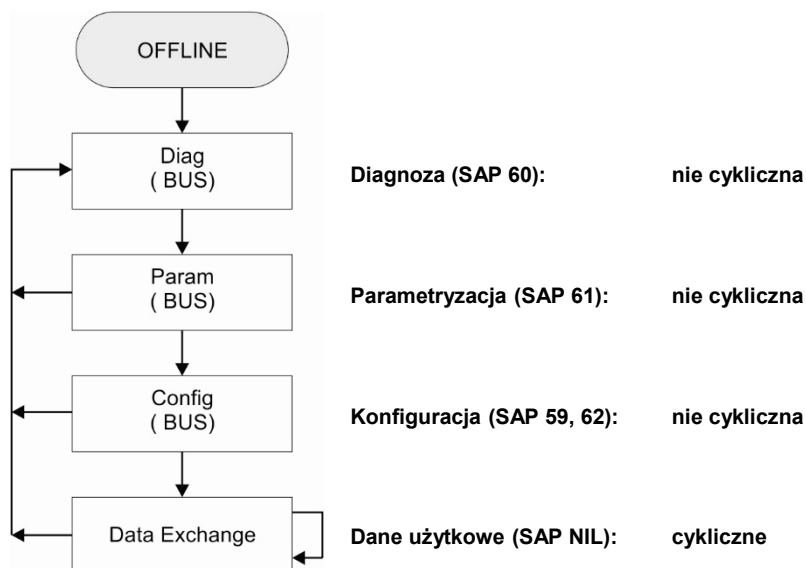 OFFLINE
Diag
( BUS)
Diagnoza (SAP 60): nie cykliczna
Param
( BUS)
Parametryzacja (SAP 61): nie cykliczna
Config
( BUS)
Konfiguracja (SAP 59, 62): nie cykliczna
Data Exchange
Dane użytkowe (SAP NIL): cykliczne